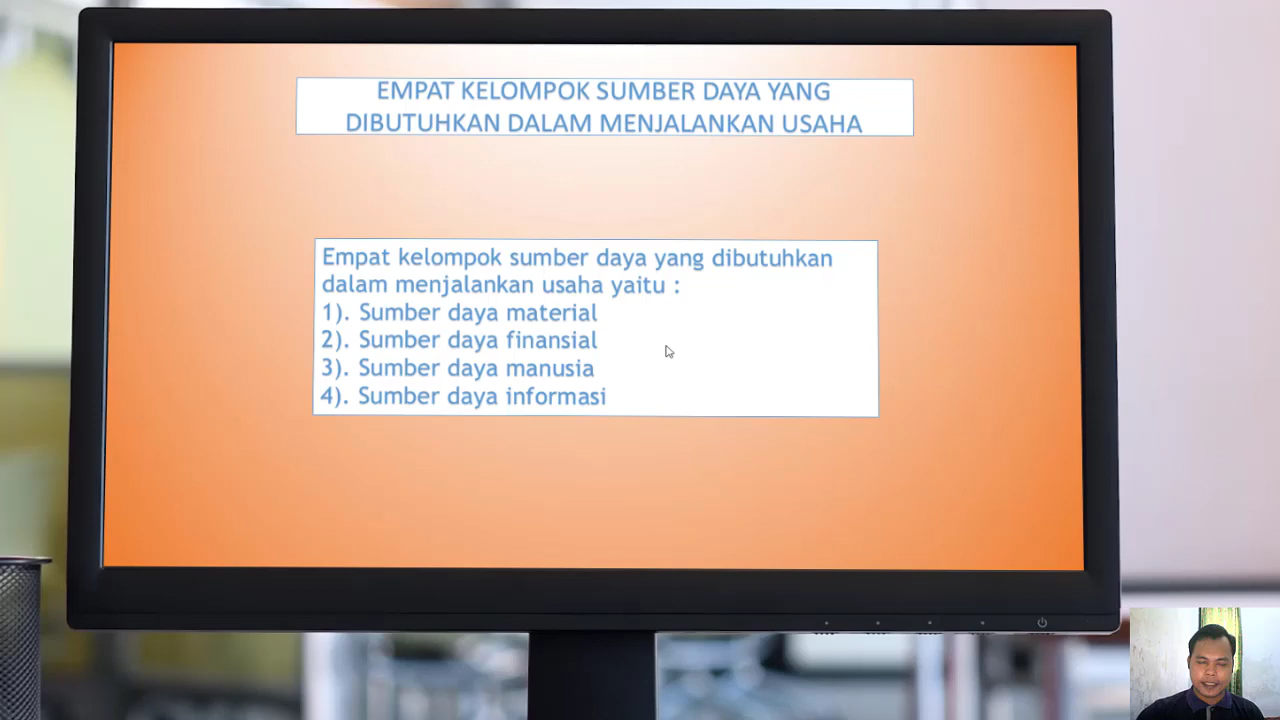 EMPAT KELOMPOK SUMBER DAYA YANG
DIBUTUHKAN DALAM MENJALANKAN USAHA
Empat kelompok sumber daya yang dibutuhkan
dalam menjalankan usaha yaitu :
1). Sumber daya material
2). Sumber daya finansial
3). Sumber daya manusia
4). Sumber daya informasi